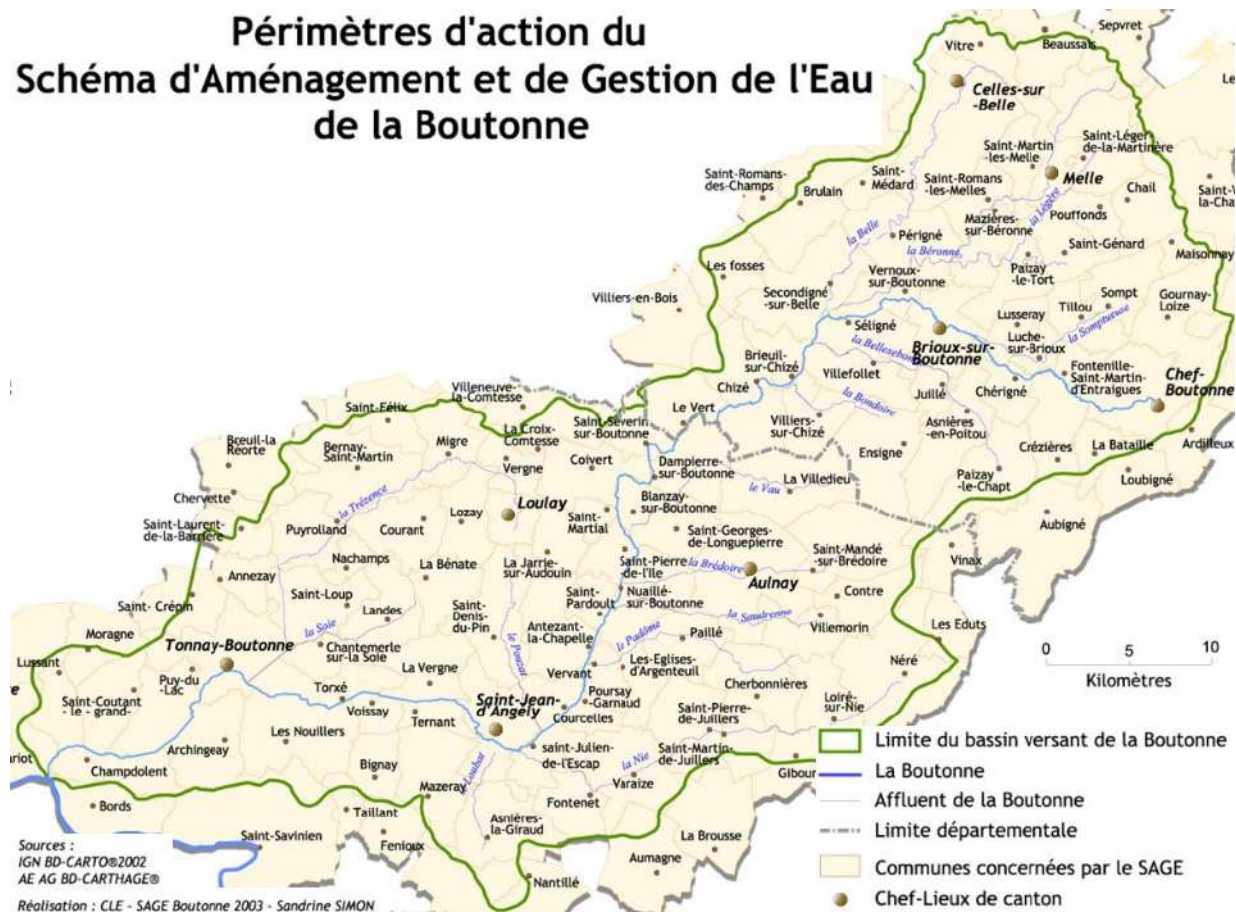 Périmètres d'action du
Schéma d'Aménagement et de Gestion de l'Eau
de la Boutonne
Sepvret
Vitre
Beaussais
Celles-sur
-Belle
Saint-Martin
les-Melle
Saint-Léger-
de-la-Martinère
Melle
Saint-Romans-
des-Champs
Brulain
Saint-
Médard
Saint-Romans
-les-Melles
Chail
Mazières-
sur-Béronne
la Légère
Pouffonds
la Belle
Périgné
la Béronne
Saint-Génard
Maisonnay
Paizay
-le-Tort
Les fosses
Vernoux-
sur-Boutonne
Secondigné
-sur-Belle
Villiers-en-Bois
Sompt
Tillou
Gournay-
Loize
Lusseray
la Somptueuse
Séligné
Luche-
sur-Brioux
Brioux-sur-
Boutonne
Brieuil-
sur-Chizé
Villefollet
Fonteville-
Saint-Martin-
d'Entraigues
Chef-
Boutonne
Chizé
Juillé
Chérigné
la Bondoire
Villeneuve-
la-Comtesse
Saint-Félix
Le Vert
Villiers-
sur-Chizé
Asnières
-en-Poitou
Saint-Séverin
-sur-Boutonne
La Croix-
Comtesse
Ensigne
Crézières
La Bataille
Ardilleux
Breuil-la
Réorte
Bernay-
Saint-Martin
Migre
Vergne
Coivert
Dampierre
-sur-Boutonne
La Villedieu
le Vau
Paizay
-le-Chapt
Loubigné
Chervette
la Trézence
Loulay
Blanzay-
sur-Boutonne
Aubigné
Saint-Laurent-
de-la-Barrière
Puyrolland
Courant
Lozay
Saint-
Martial
Saint-Georges-
de-Longuepierre
Nachamps
La Bénate
La Jarrie-
sur-Audouin
Saint-Pierre-
de-l'Ile
la Brédoire
Saint-Mandé
-sur-Brédoire
Vinax
Annezay
Aulnay
Saint- Crépin
Saint-Loup
Landes
Saint-
Denis-
du-Pin
Saint-
Pardoult
Nuaillé-
sur-Boutonne
Contre
Moragne
la Soie
le Pouzat
Antezant-
la-Chapelle
la Saudrenne
Villemorin
Les Eduts
Lussant
Tonnay-Boutonne
Chantemerle
-sur-la Soie
le Padôme
Paillé
Puy-du
-Lac
La Vergne
Vervant
Les-Eglises-
d'Argenteuil
Néré
Saint-Coutant
- le - grand-
Torxé
Voissay
Saint-Jean-
d'Angely
Poursay
-Garnaud
Cherbonnières
Loiré-
sur-Nie
Ternant
Courcelles
Saint-Pierre-
de-Juillers
Archingeay
Les Nouillers
saint-Julien-
de-l'Escap
la Nie
Saint-Martin-
de-Juillers
Champdolent
Bignay
Varaize
Bords
Mazeray
Fontenet
Taillant
Asnières-
la-Giraud
Saint-Savinien
Fenioux
La Brousse
Aumagne
Nantillé
0 5 10
Kilomètres
Limite du bassin versant de la Boutonne
La Boutonne
Affluent de la Boutonne
Limite départementale
Communes concernées par le SAGE
Chef-Lieux de canton
Sources :
IGN BD-CARTO®2002
AE AG BD-CARTHAGE®
Réalisation : CLE - SAGE Boutonne 2003 - Sandrine SIMON